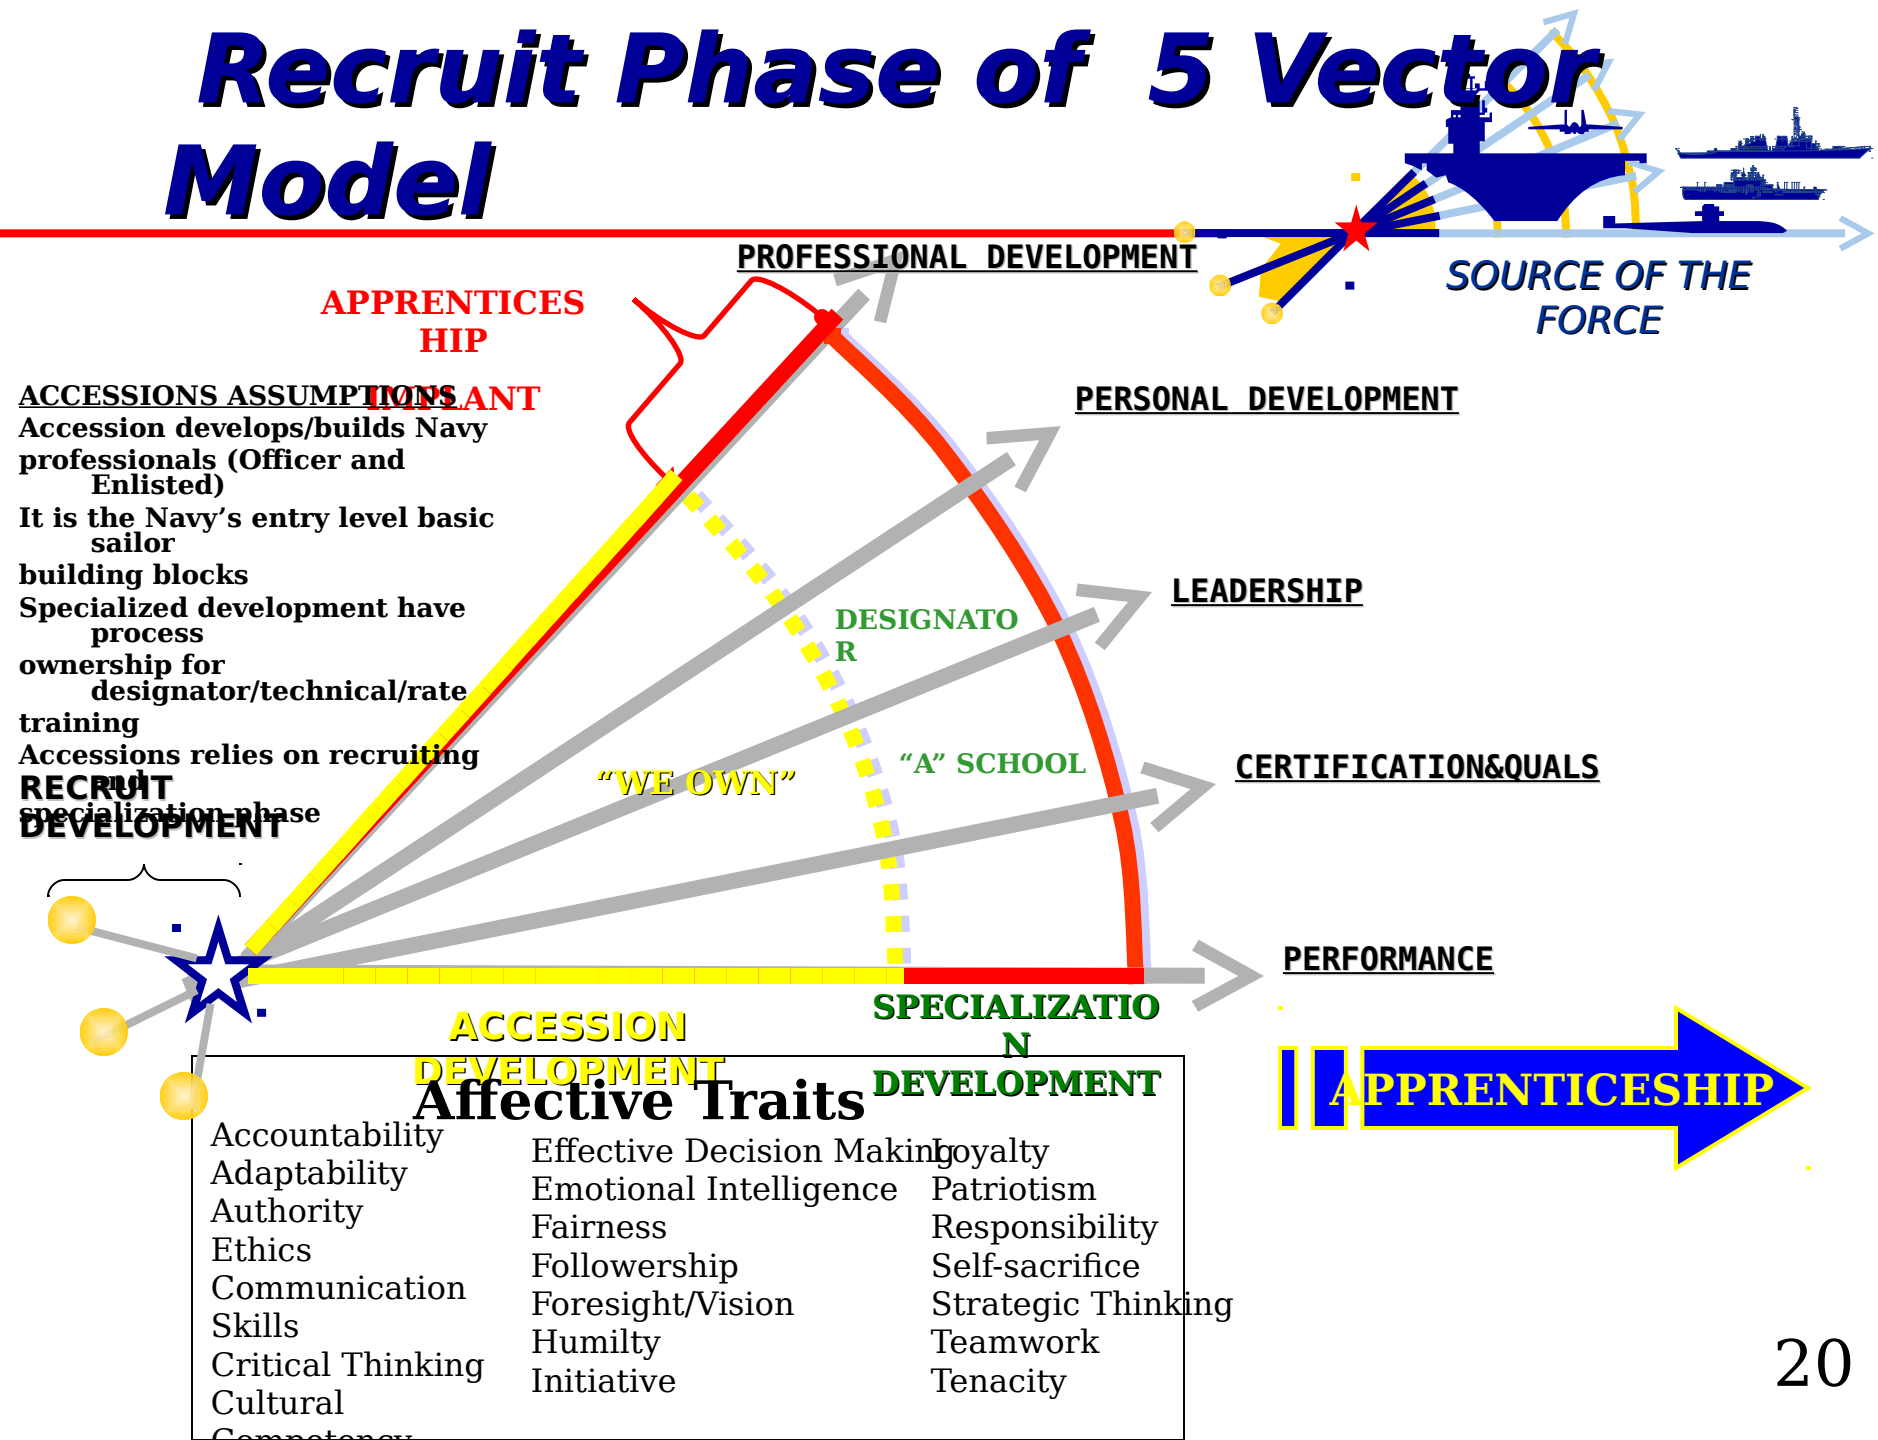 Recruit Phase of 5 Vector
Model
SOURCE OF THE
FORCE
PROFESSIONAL DEVELOPMENT
APPRENTICES
HIP
IMPLANT
PERSONAL DEVELOPMENT
LEADERSHIP
CERTIFICATION&QUALS
PERFORMANCE
ACCESSIONS ASSUMPTIONS
Accession develops/builds Navy
professionals (Officer and
Enlisted)
It is the Navy’s entry level basic
sailor
building blocks
Specialized development have
process
ownership for
designator/technical/rate
training
Accessions relies on recruiting
and
specialization phase
RECRUIT
DEVELOPMENT
DESIGNATO
R
“A” SCHOOL
“WE OWN”
ACCESSION
DEVELOPMENT
SPECIALIZATIO
N
DEVELOPMENT
APPRENTICESHIP
Affective Traits
Accountability
Adaptability
Authority
Ethics
Communication
Skills
Critical Thinking
Cultural
Competency
Effective Decision Making
Emotional Intelligence
Fairness
Followership
Foresight/Vision
Humilty
Initiative
Loyalty
Patriotism
Responsibility
Self-sacrifice
Strategic Thinking
Teamwork
Tenacity
20